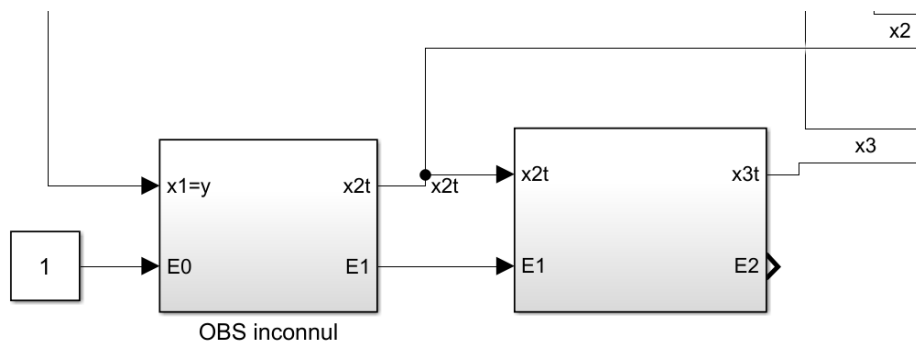 x2
x3
x1=y
x2t
x2t
x2t
x3t
1
E0
E1
E1
E2
OBS inconnul